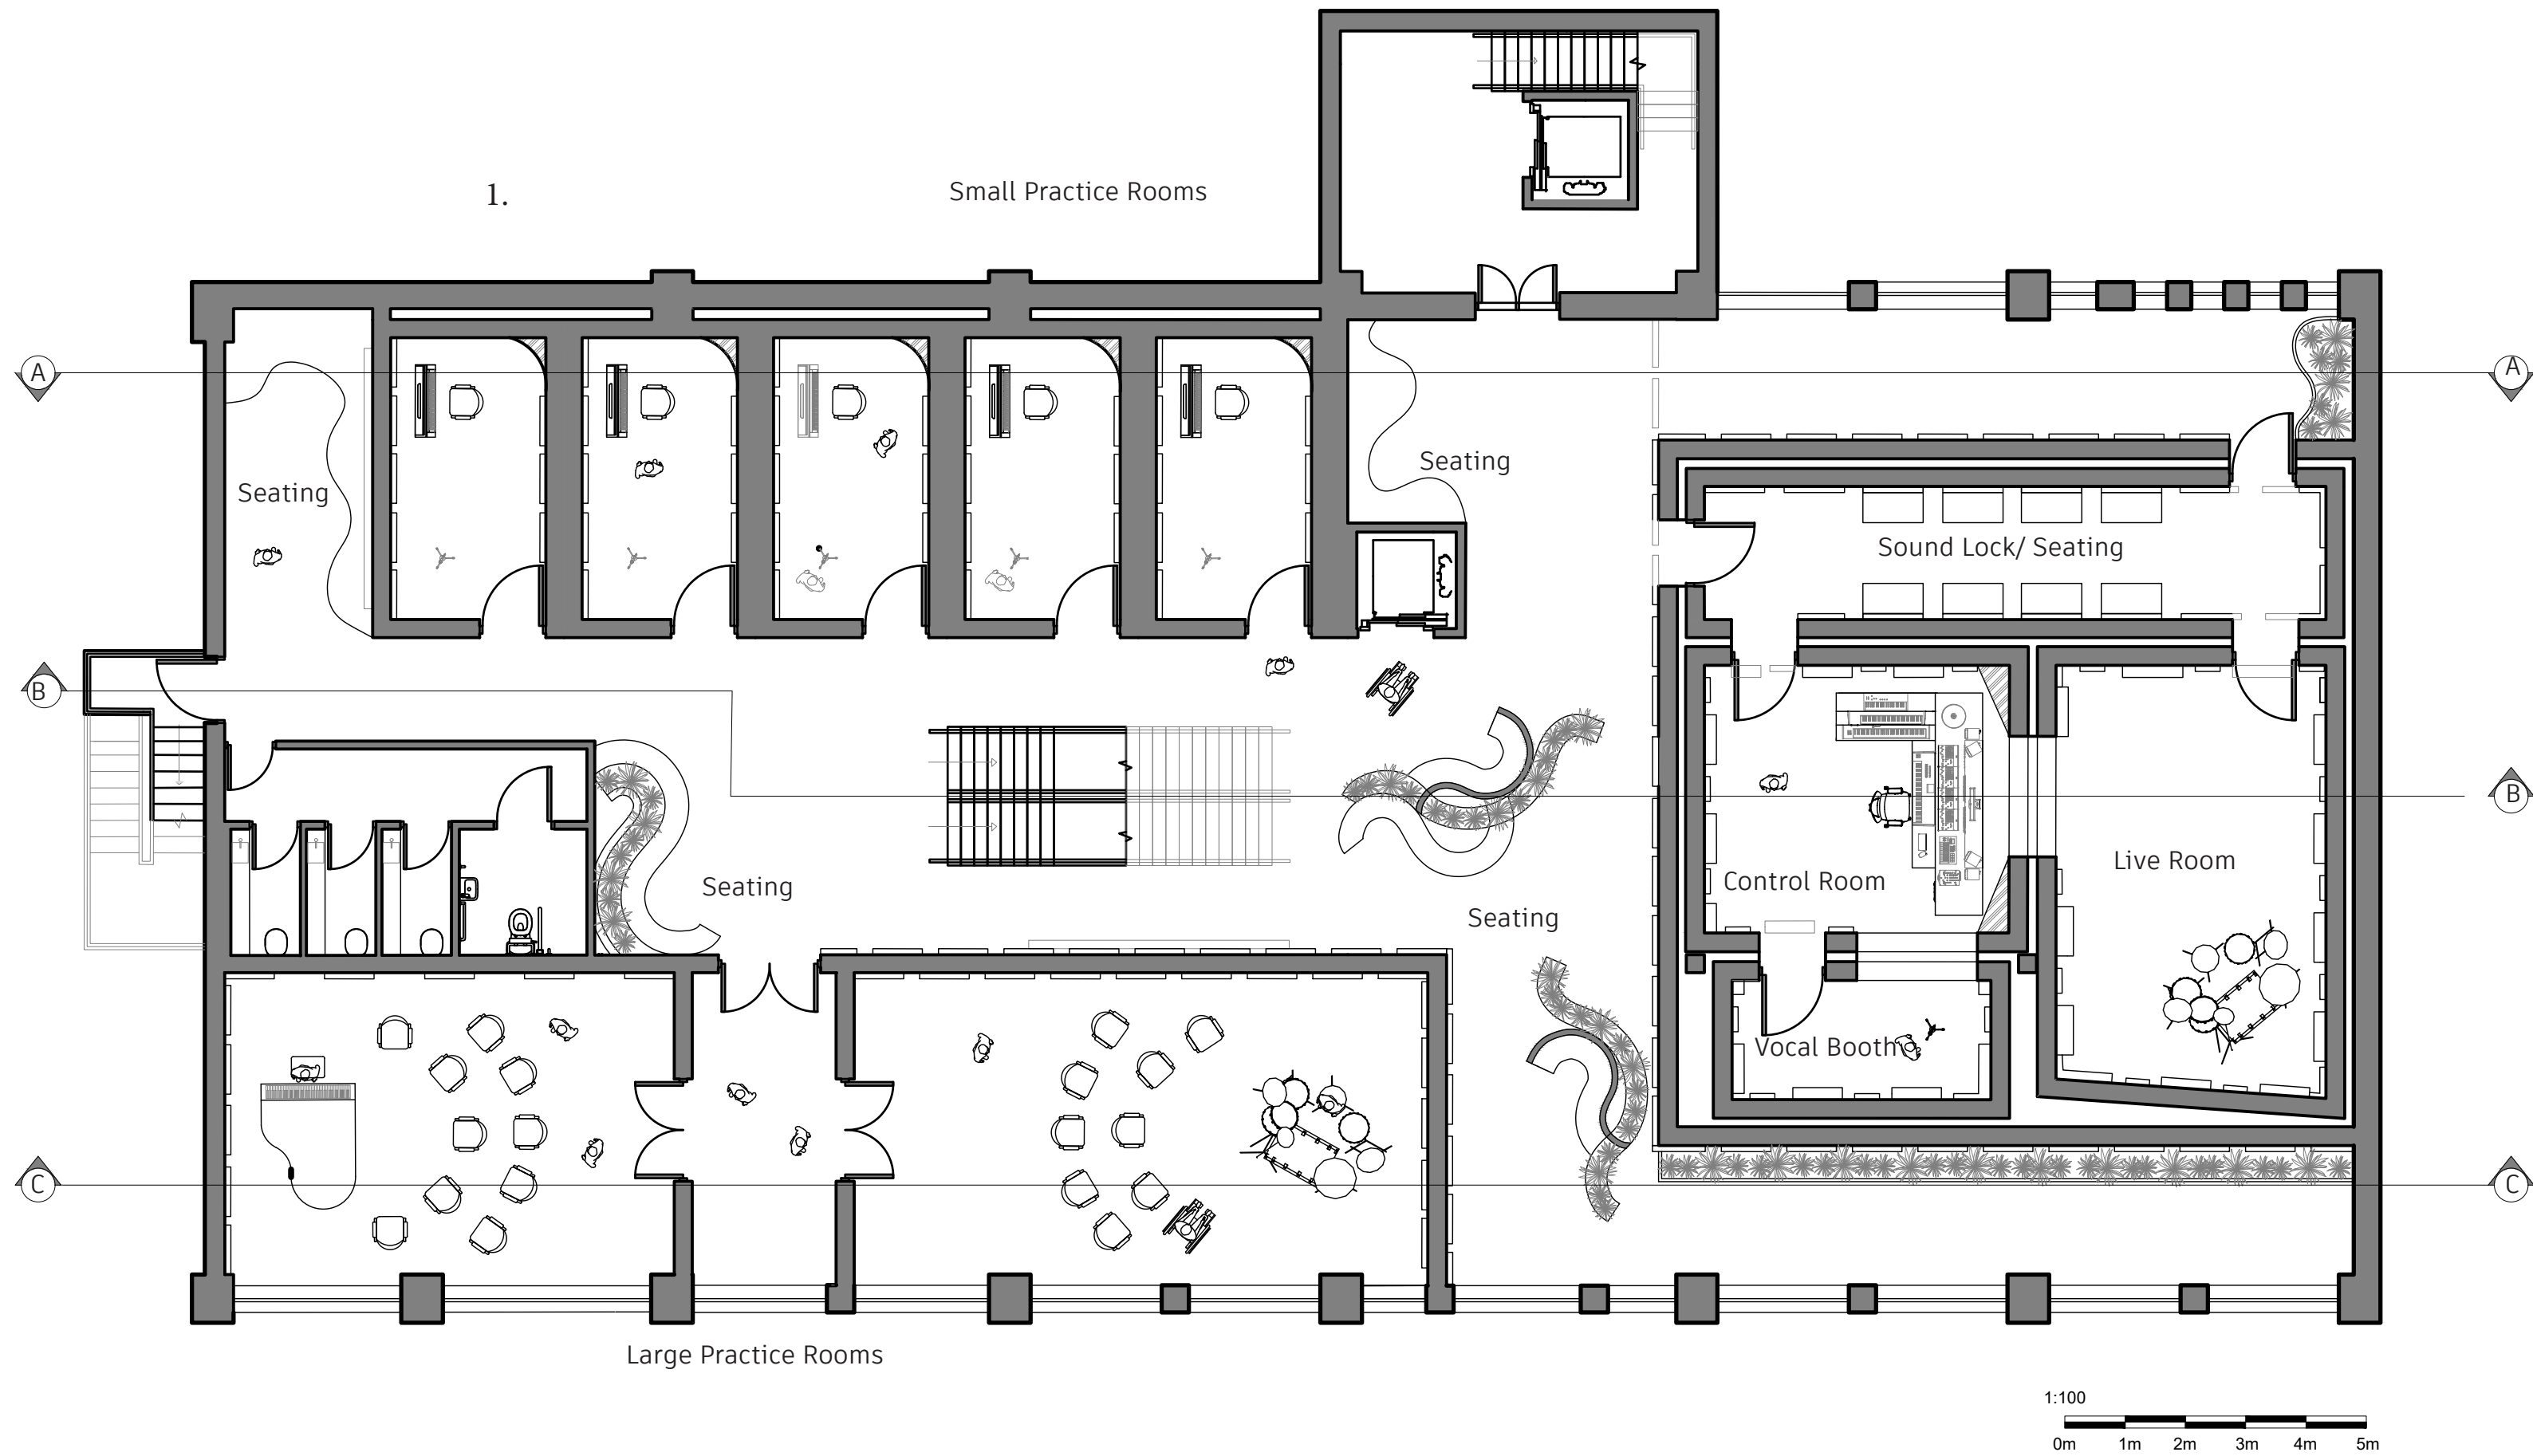 1.
Small Practice Rooms
A
A
Seating
Seating
Sound Lock/ Seating
B
B
Seating
Control Room
Live Room
Seating
Vocal Booth
C
C
Large Practice Rooms
1:100
0m 1m 2m 3m 4m 5m